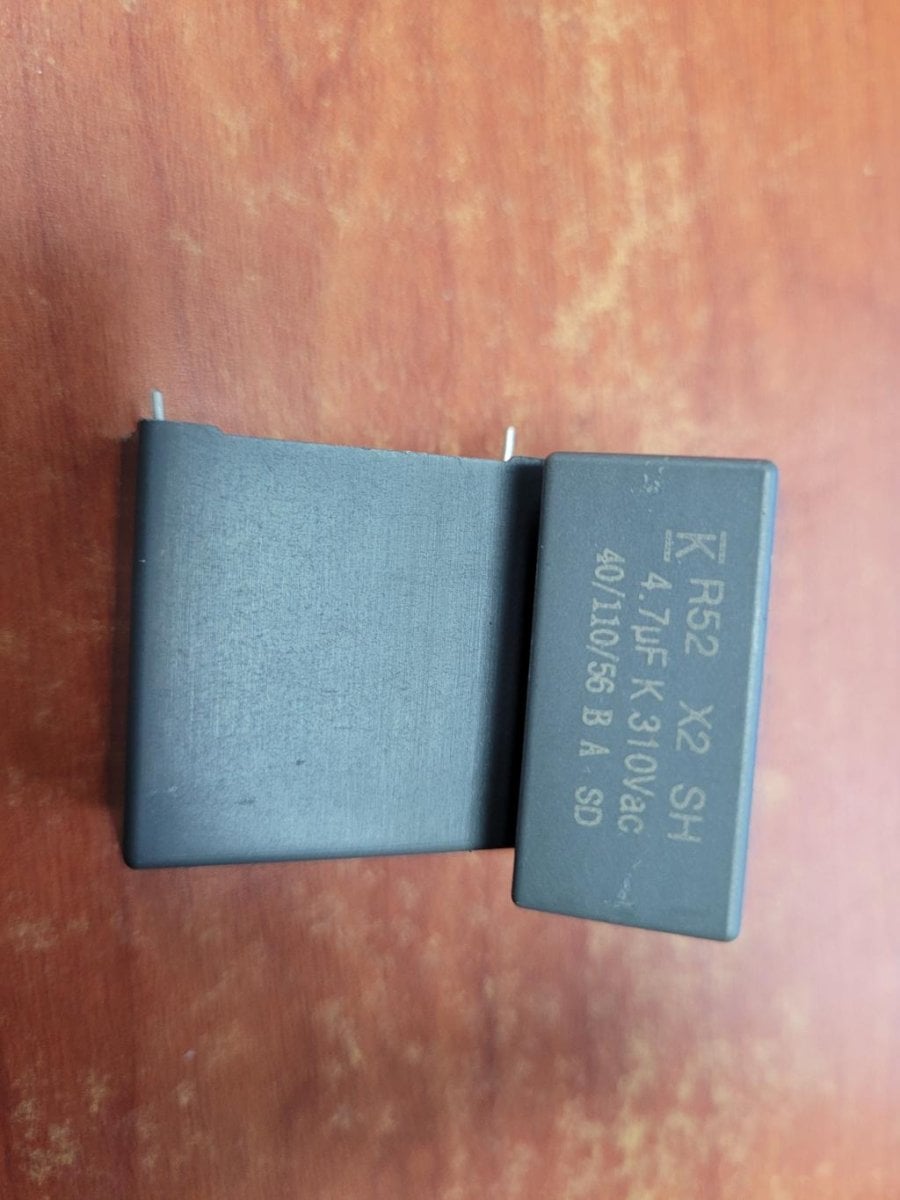 K R52 X2 SH
4.7µF K 310Vac
40/110/56 B A SD